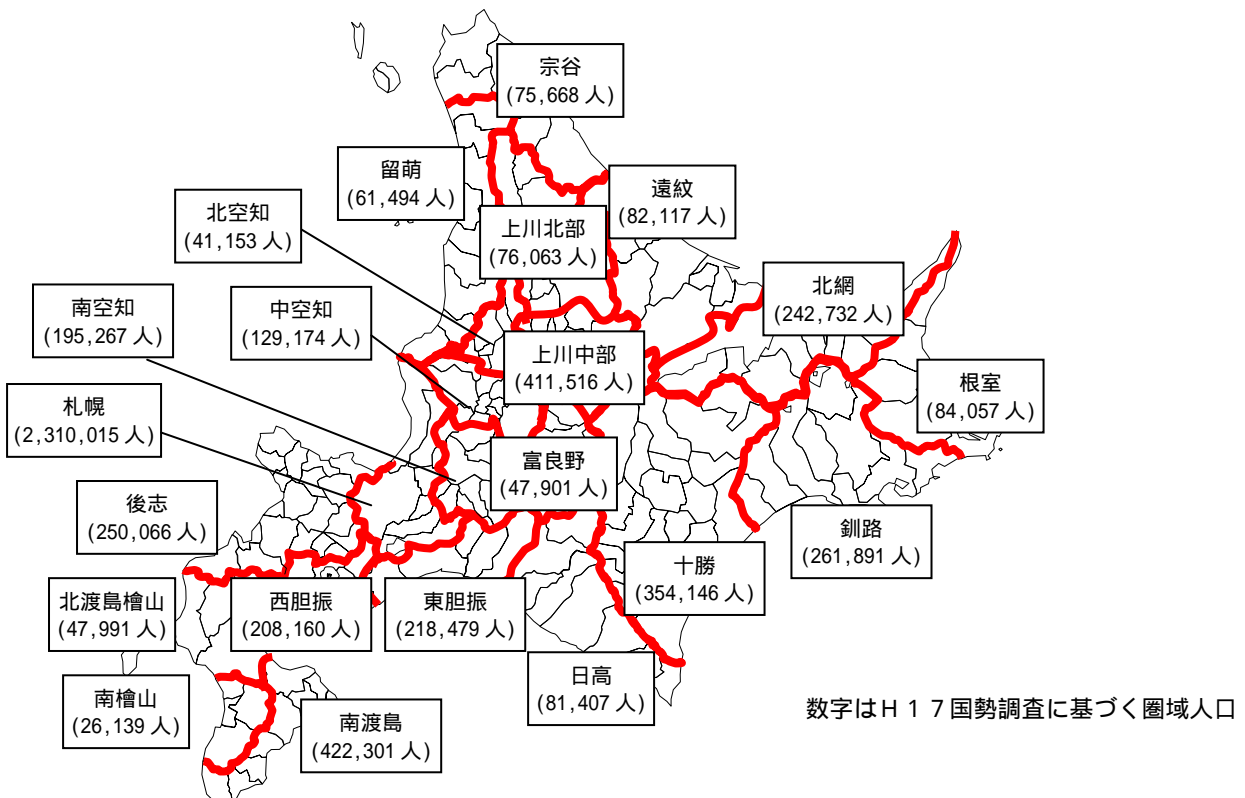 宗谷
(75,668 人)
留萌
(61,494 人)
遠紋
(82,117 人)
北空知
(41,153 人)
上川北部
(76,063 人)
北網
(242,732 人)
南空知
(195,267 人)
中空知
(129,174 人)
上川中部
(411,516 人)
根室
(84,057 人)
札幌
(2,310,015 人)
富良野
(47,901 人)
後志
(250,066 人)
釧路
(261,891 人)
十勝
(354,146 人)
北渡島檜山
(47,991 人)
西胆振
(208,160 人)
東胆振
(218,479 人)
日高
(81,407 人)
南檜山
(26,139 人)
南渡島
(422,301 人)
数字はH17国勢調査に基づく圏域人口